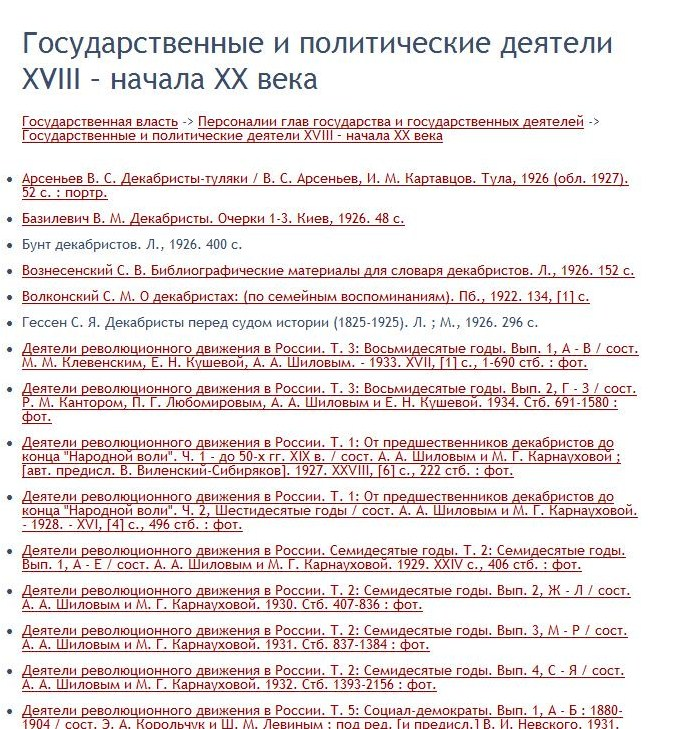 Государственные и политические деятели
XVIII – начала XX века
Государственная власть -> Персоналии глав государства и государственных деятелей ->
Государственные и политические деятели XVIII – начала XX века
Арсеньев В. С. Декабристы-туляки / В. С. Арсеньев, И. М. Картавцов. Тула, 1926 (обл. 1927).
52 с. : портр.
Базилевич В. М. Декабристы. Очерки 1-3. Киев, 1926. 48 с.
Бунт декабристов. Л., 1926. 400 с.
Вознесенский С. В. Библиографические материалы для словаря декабристов. Л., 1926. 152 с.
Волконский С. М. О декабристах: (по семейным воспоминаниям). Пб., 1922. 134, [1] с.
Гессен С. Я. Декабристы перед судом истории (1825-1925). Л. ; М., 1926. 296 с.
Деятели революционного движения в России. Т. 3: Восьмидесятые годы. Вып. 1, А - В / сост.
М. М. Клевенским, Е. Н. Кушевой, А. А. Шиловым. - 1933. XVII, [1] с., 1-690 стб. : фот.
Деятели революционного движения в России. Т. 3: Восьмидесятые годы. Вып. 2, Г - З / сост.
Р. М. Кантором, П. Г. Любомировым, А. А. Шиловым и Е. Н. Кушевой. 1934. Стб. 691-1580 :
фот.
Деятели революционного движения в России. Т. 1: От предшественников декабристов до
конца "Народной воли". Ч. 1 - до 50-х гг. XIX в. / сост. А. А. Шиловым и М. Г. Карнауховой ;
[авт. предисл. В. Виленский-Сибиряков]. 1927. XXVIII, [6] с., 222 стб. : фот.
Деятели революционного движения в России. Т. 1: От предшественников декабристов до
конца "Народной воли". Ч. 2, Шестидесятые годы / сост. А. А. Шиловым и М. Г. Карнауховой.
- 1928. - XVI, [4] с., 496 стб. : фот.
Деятели революционного движения в России. Семидесятые годы. Т. 2: Семидесятые годы.
Вып. 1, А - Е / сост. А. А. Шиловым и М. Г. Карнауховой. 1929. XXIV с., 406 стб. : фот.
Деятели революционного движения в России. Т. 2: Семидесятые годы. Вып. 2, Ж - Л / сост.
А. А. Шиловым и М. Г. Карнауховой. 1930. Стб. 407-836 : фот.
Деятели революционного движения в России. Т. 2: Семидесятые годы. Вып. 3, М - Р / сост.
А. А. Шиловым и М. Г. Карнауховой. 1931. Стб. 837-1384 : фот.
Деятели революционного движения в России. Т. 2: Семидесятые годы. Вып. 4, С - Я / сост.
А. А. Шиловым и М. Г. Карнауховой. 1932. Стб. 1393-2156 : фот.
Деятели революционного движения в России. Т. 5: Социал-демократы. Вып. 1, А - Б : 1880-
1904 / сост. Э. А. Корольчук и Ш. М. Левиным ; под ред. [и предисл.] В. И. Невского. 1931.